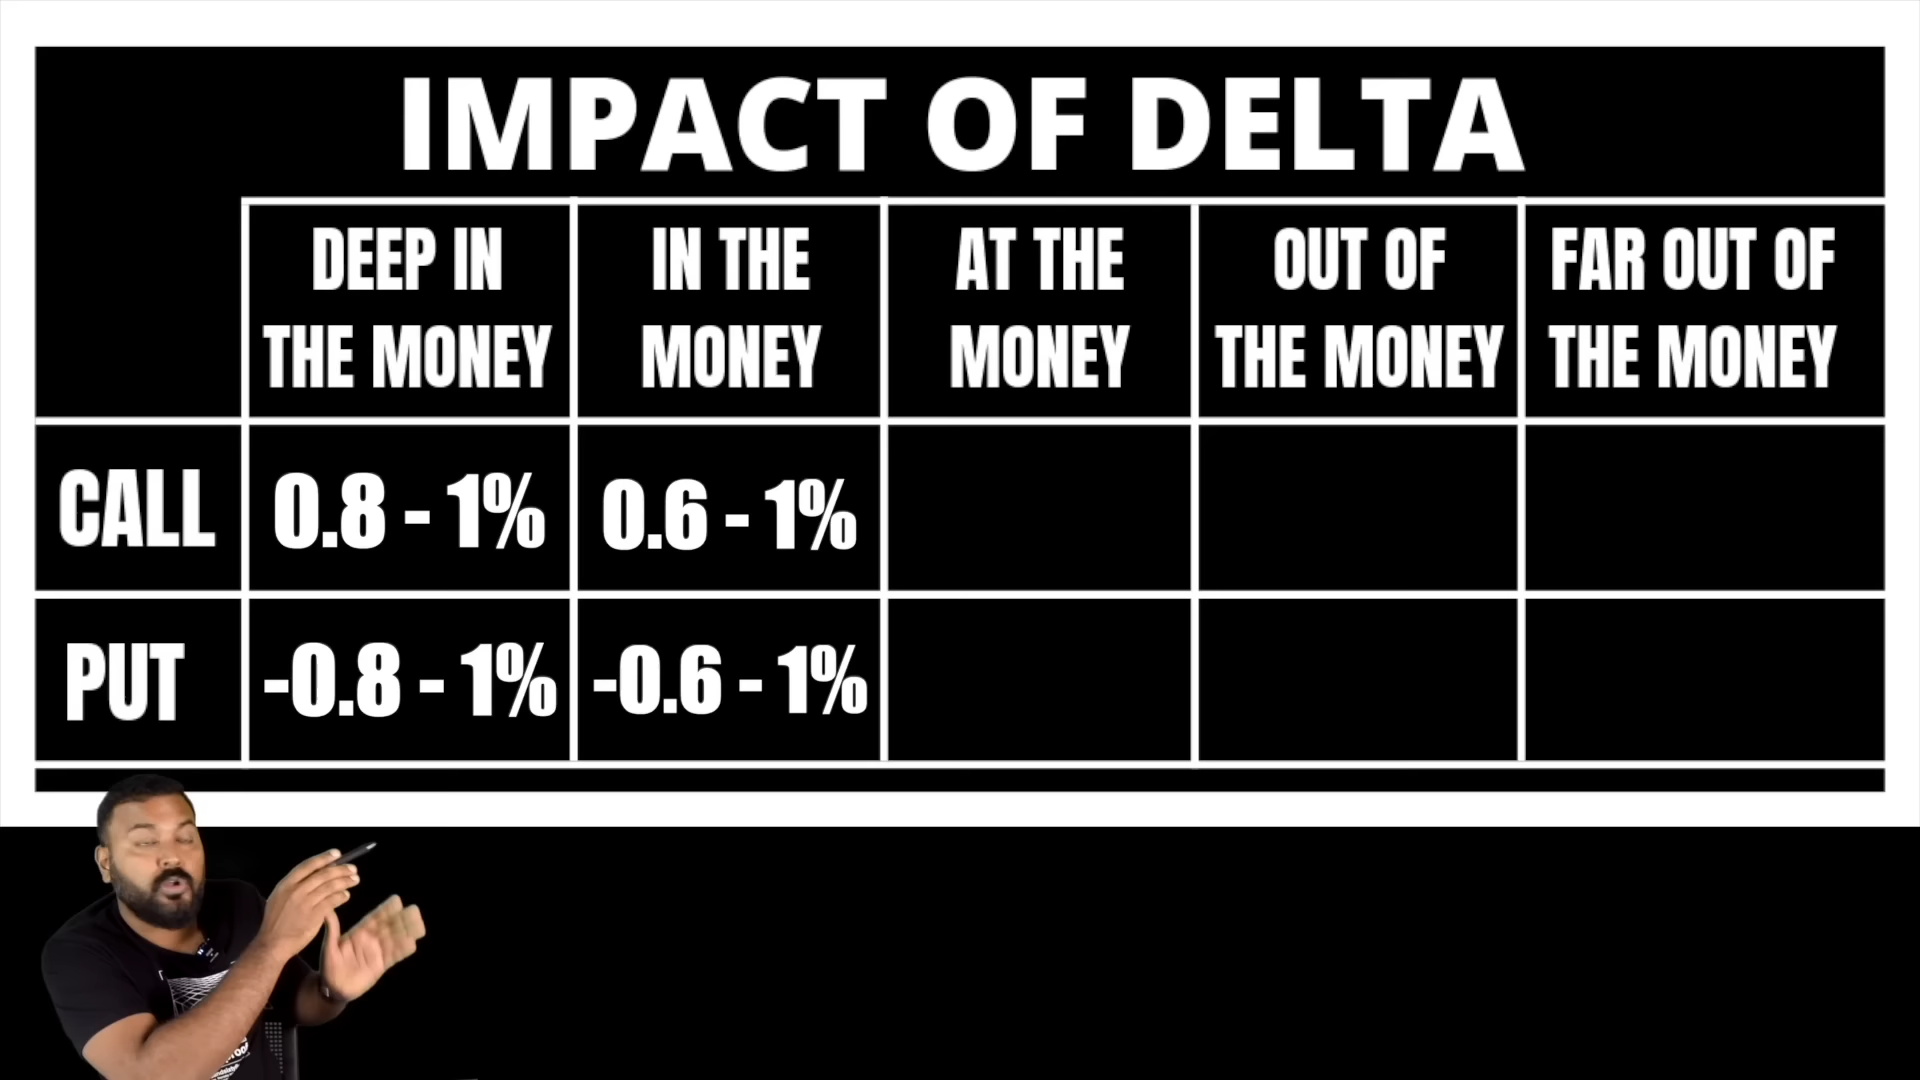 IMPACT OF DELTA
DEEP IN
THE MONEY
IN THE
MONEY
AT THE
MONEY
OUT OF
THE MONEY
FAR OUT OF
THE MONEY
CALL
0.8 - 1%
0.6 - 1%
PUT
-0.8 - 1%
-0.6 - 1%